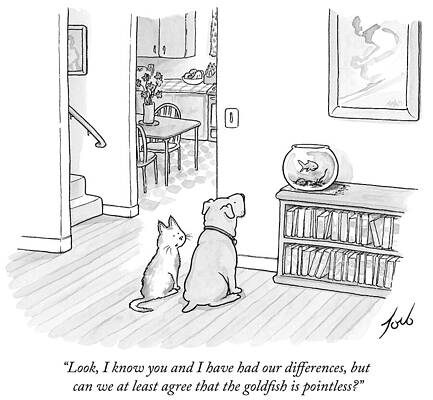 Toro
“Look, I know you and I have had our differences, but
can we at least agree that the goldfish is pointless?”